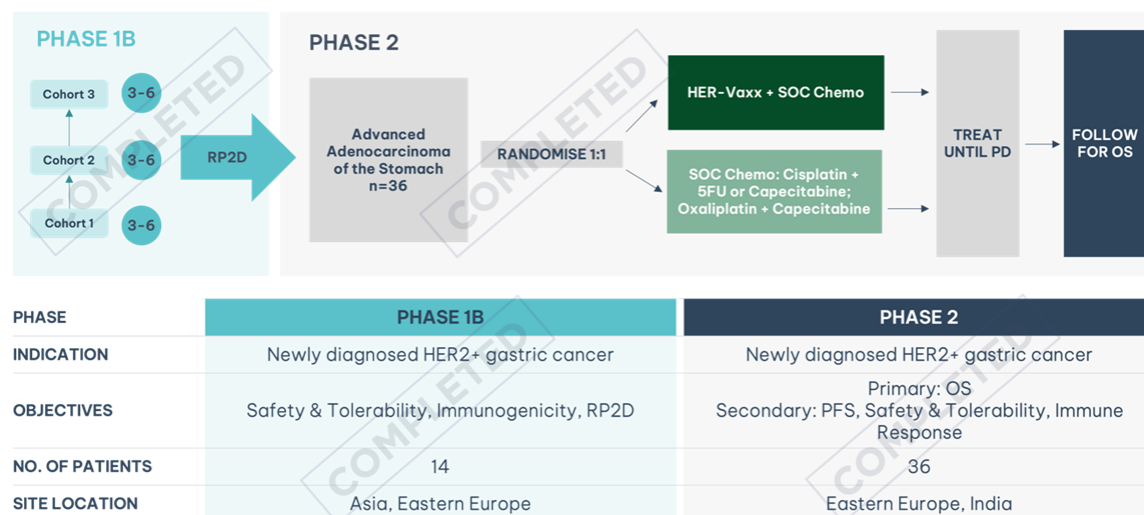 PHASE 1B
Cohort 3
3-6
Cohort 2
3-6
Cohort 1
3-6
COMPLETED
RP2D
PHASE 2
Advanced
Adenocarcinoma
of the Stomach
n=36
RANDOMISE 1:1
COMPLETED
HER-Vaxx + SOC Chemo
SOC Chemo: Cisplatin +
5FU or Capecitabine;
Oxaliplatin + Capecitabine
TREAT
UNTIL PD
FOLLOW
FOR OS
PHASE
PHASE 1B
PHASE 2
INDICATION
Newly diagnosed HER2+ gastric cancer
Newly diagnosed HER2+ gastric cancer
OBJECTIVES
Safety & Tolerability, Immunogenicity, RP2D
Primary: OS
Secondary: PFS, Safety & Tolerability, Immune
Response
NO. OF PATIENTS
14
36
SITE LOCATION
Asia, Eastern Europe
Eastern Europe, India
COMPLETED
COMPLETED